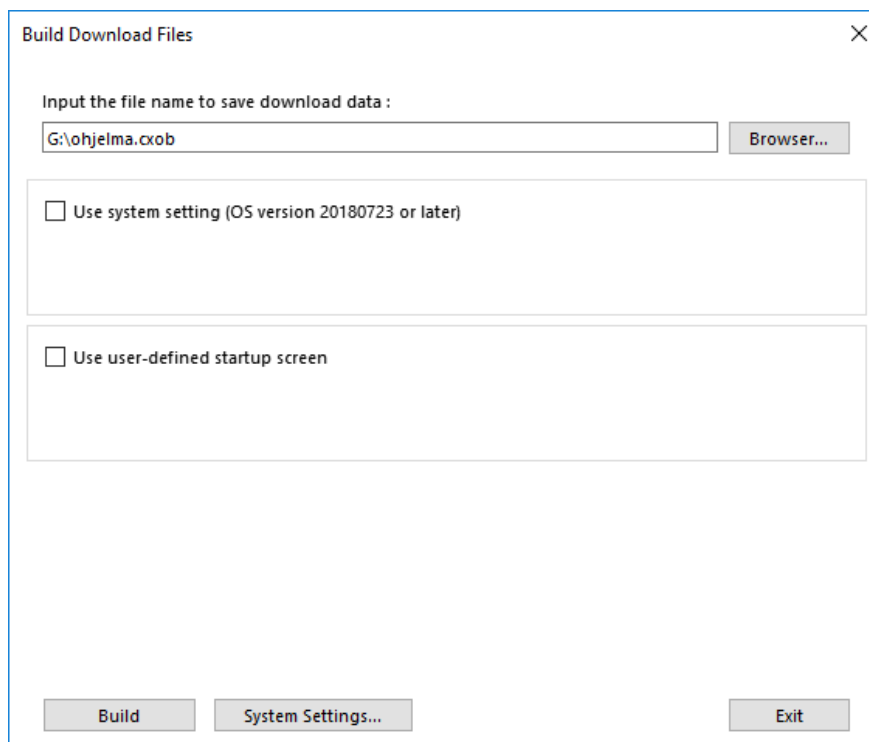 Build Download Files
Input the file name to save download data :
G:\ohjelma.cxob
Browser...
Use system setting (OS version 20180723 or later)
Use user-defined startup screen
Build
System Settings...
Exit